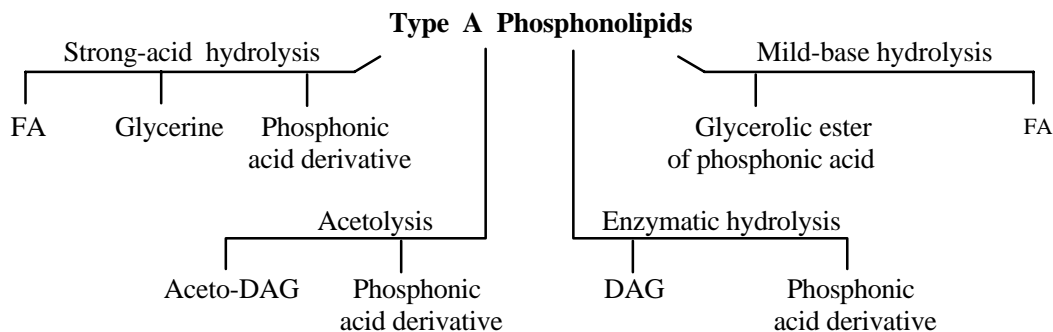 Type A Phosphonolipids
Strong-acid hydrolysis
Mild-base hydrolysis
FA
Glycerine
Phosphonic
acid derivative
Glycerolic ester
of phosphonic acid
FA
Acetolysis
Enzymatic hydrolysis
Aceto-DAG
Phosphonic
acid derivative
DAG
Phosphonic
acid derivative